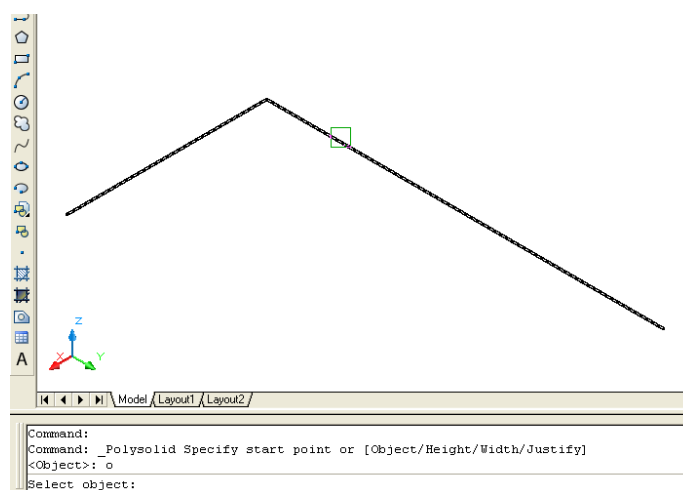 A
Z
X
Y
Model
Layout1
Layout2
Command:
Command: _Polysolid Specify start point or [Object/Height/Width/Justify]
<Object>: o
Select object: